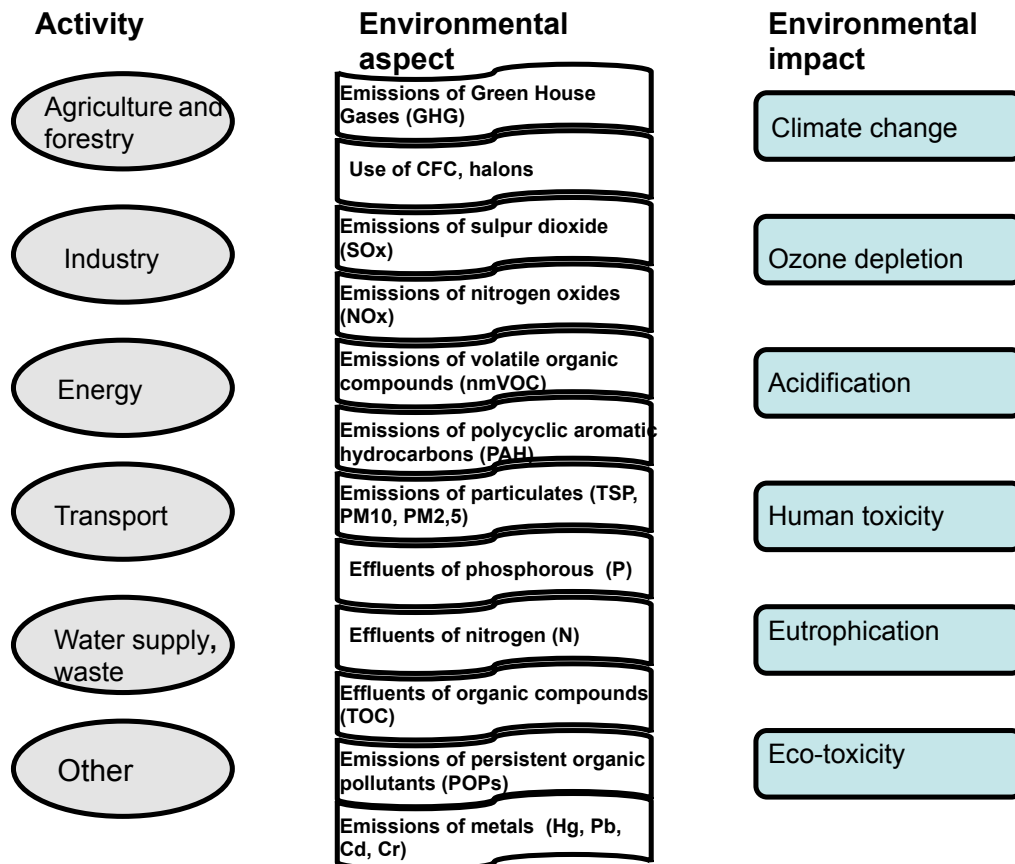 Activity
Agriculture and
forestry
Industry
Energy
Transport
Water supply,
waste
Other
Environmental
aspect
Emissions of Green House
Gases (GHG)
Use of CFC, halons
Emissions of sulpur dioxide
(SOx)
Emissions of nitrogen oxides
(NOx)
Emissions of volatile organic
compounds (nmVOC)
Emissions of polycyclic aromatic
hydrocarbons (PAH)
Emissions of particulates (TSP,
PM10, PM2,5)
Effluents of phosphorous (P)
Effluents of nitrogen (N)
Effluents of organic compounds
(TOC)
Emissions of persistent organic
pollutants (POPs)
Emissions of metals (Hg, Pb,
Cd, Cr)
Environmental
impact
Climate change
Ozone depletion
Acidification
Human toxicity
Eutrophication
Eco-toxicity